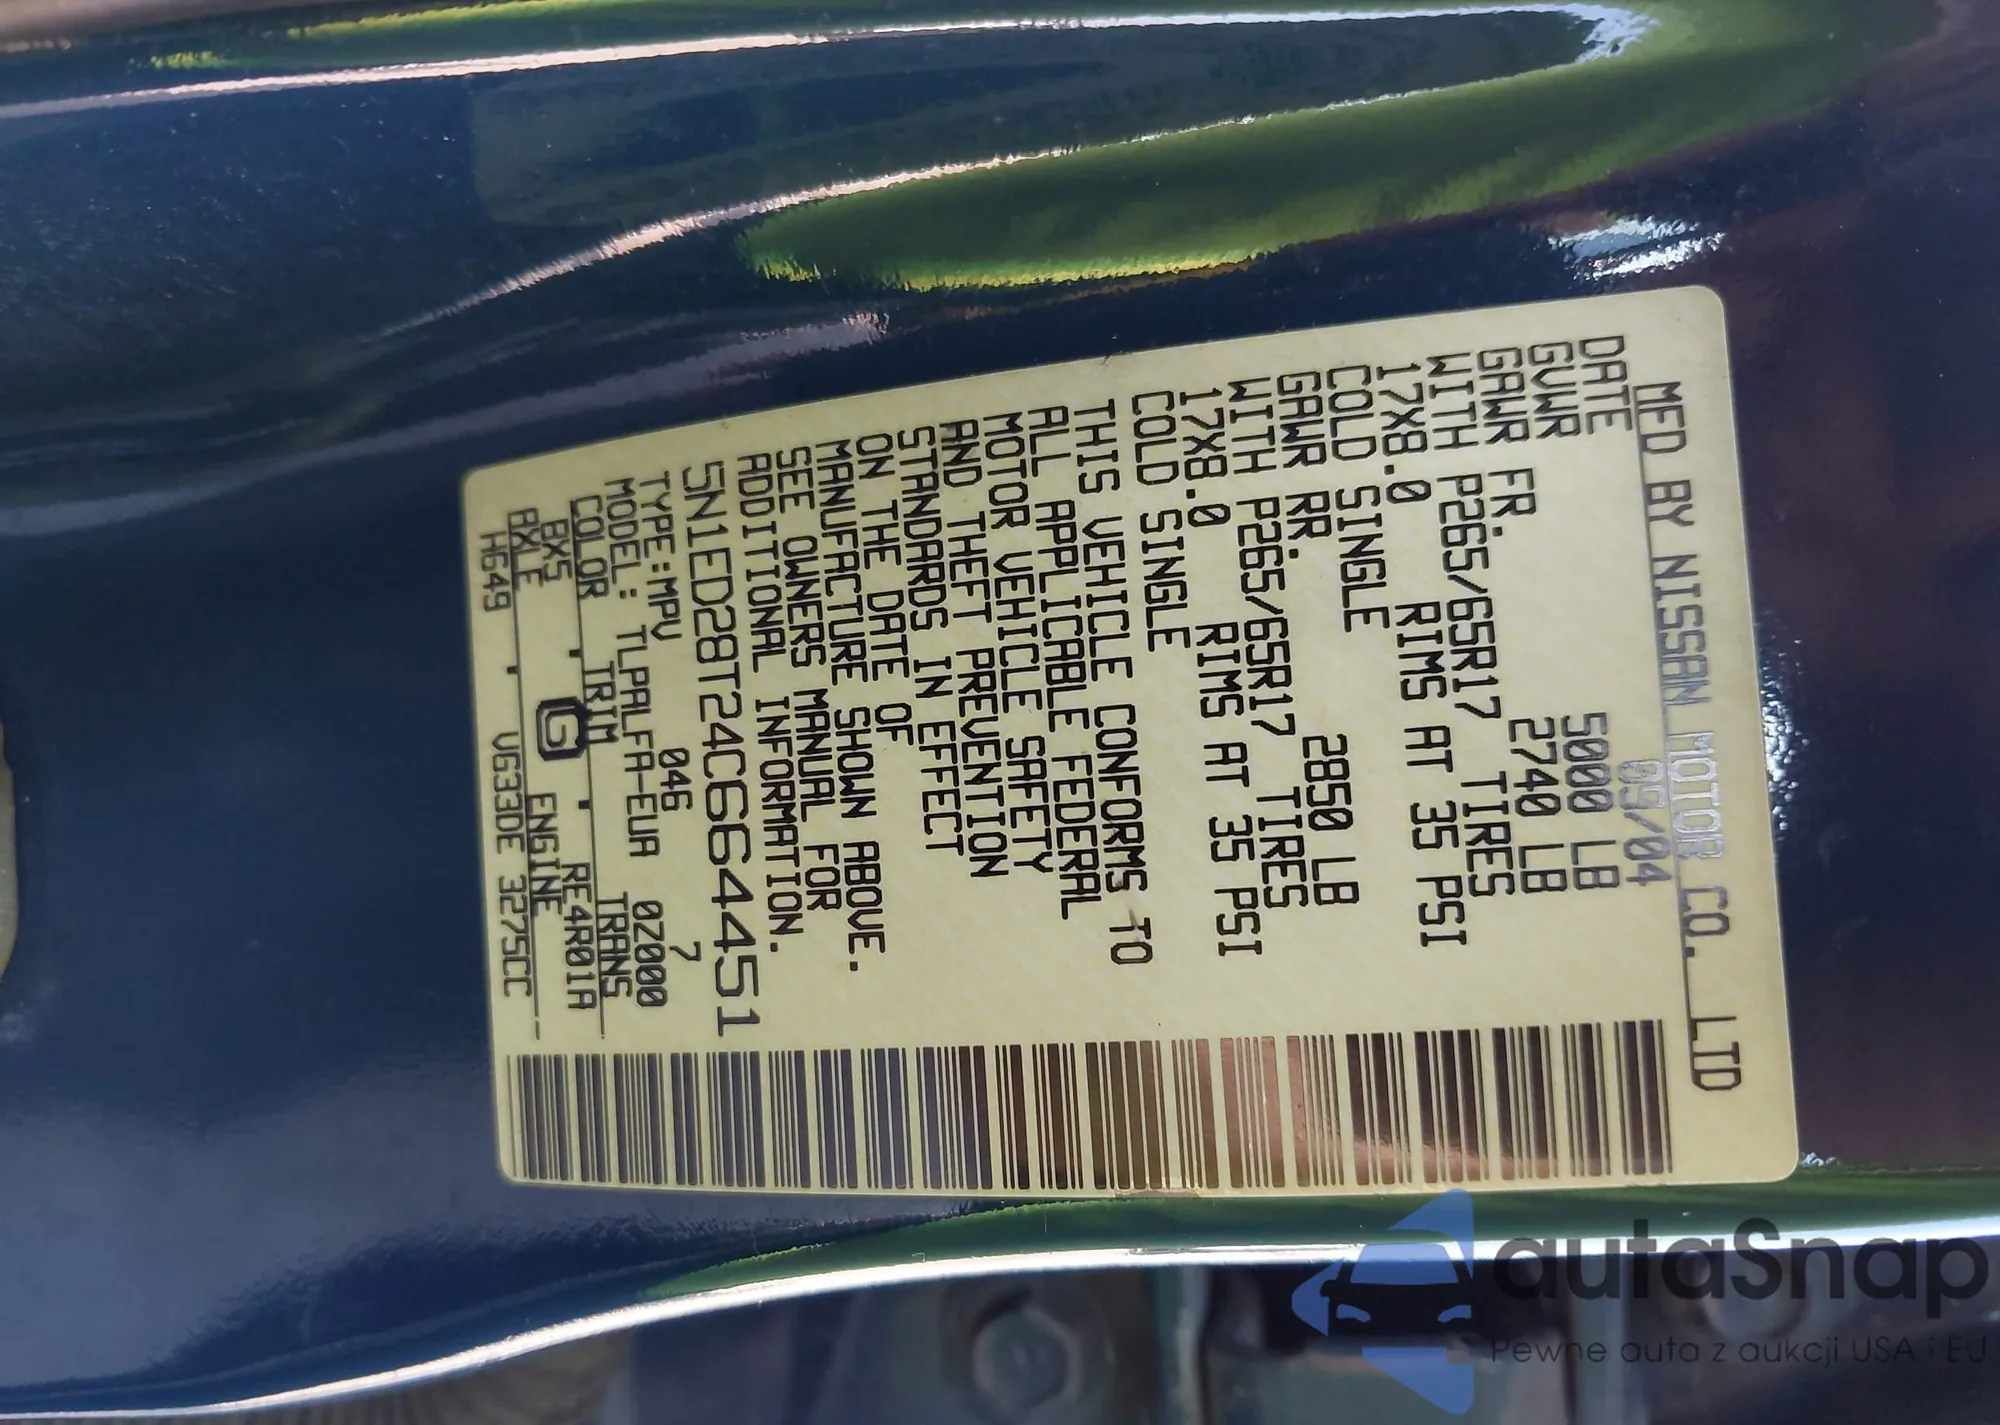 MFD BY NISSAN MOTOR CO. LTD
DATE 09/04
GVWR 5000 LB
GAWR FR. 2740 LB
WITH P265/65R17 TIRES
17X8.0 RIMS AT 35 PSI
COLD SINGLE
GAWR RR. 2850 LB
WITH P265/65R17 TIRES
17X8.0 RIMS AT 35 PSI
COLD SINGLE
THIS VEHICLE CONFORMS TO
ALL APPLICABLE FEDERAL
MOTOR VEHICLE SAFETY
AND THEFT PREVENTION
STANDARDS IN EFFECT
ON THE DATE OF
MANUFACTURE SHOWN ABOVE.
SEE OWNERS MANUAL FOR
ADDITIONAL INFORMATION.
5N1ED28T24C664451
TYPE:MPV 046 7
MODEL: TLPALFA-EUA 0Z000
COLOR TRIM TRANS
BX5 G RE4R01A
AXLE ENGINE
H649 V633DE 3275CC
autaSnap
Pewne auta z aukcji USA i EU